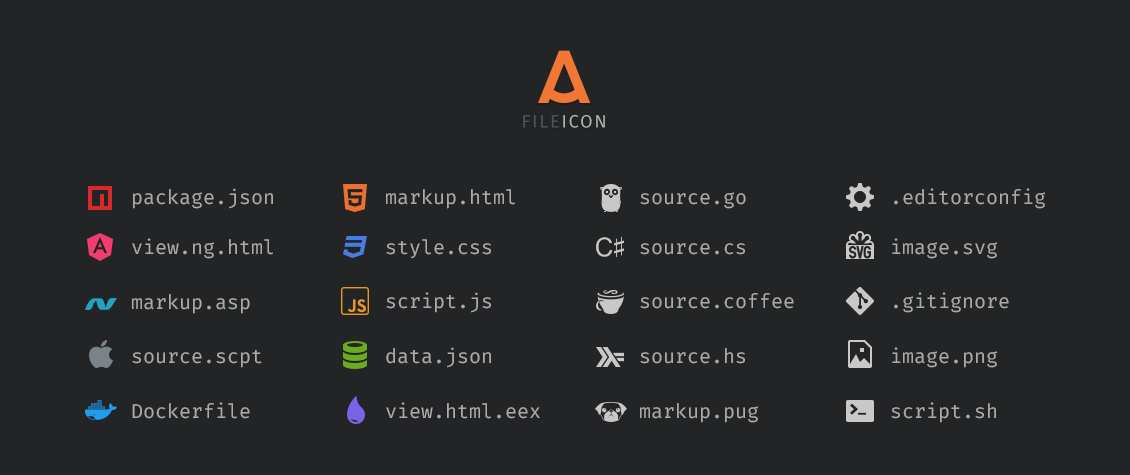 FILEICON
package.json
markup.html
source.go
.editorconfig
view.ng.html
style.css
C# source.cs
SVG image.svg
markup.asp
JS script.js
source.coffee
.gitignore
source.scpt
data.json
source.hs
image.png
Dockerfile
view.html.eex
markup.pug
script.sh